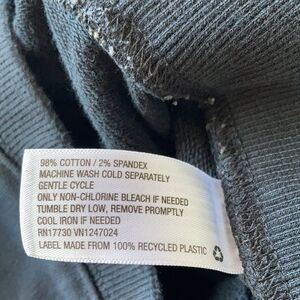 98% COTTON / 2% SPANDEX
MACHINE WASH COLD SEPARATELY
GENTLE CYCLE
ONLY NON-CHLORINE BLEACH IF NEEDED
TUMBLE DRY LOW, REMOVE PROMPTLY
COOL IRON IF NEEDED
RN17730 VN1247024
LABEL MADE FROM 100% RECYCLED PLASTIC